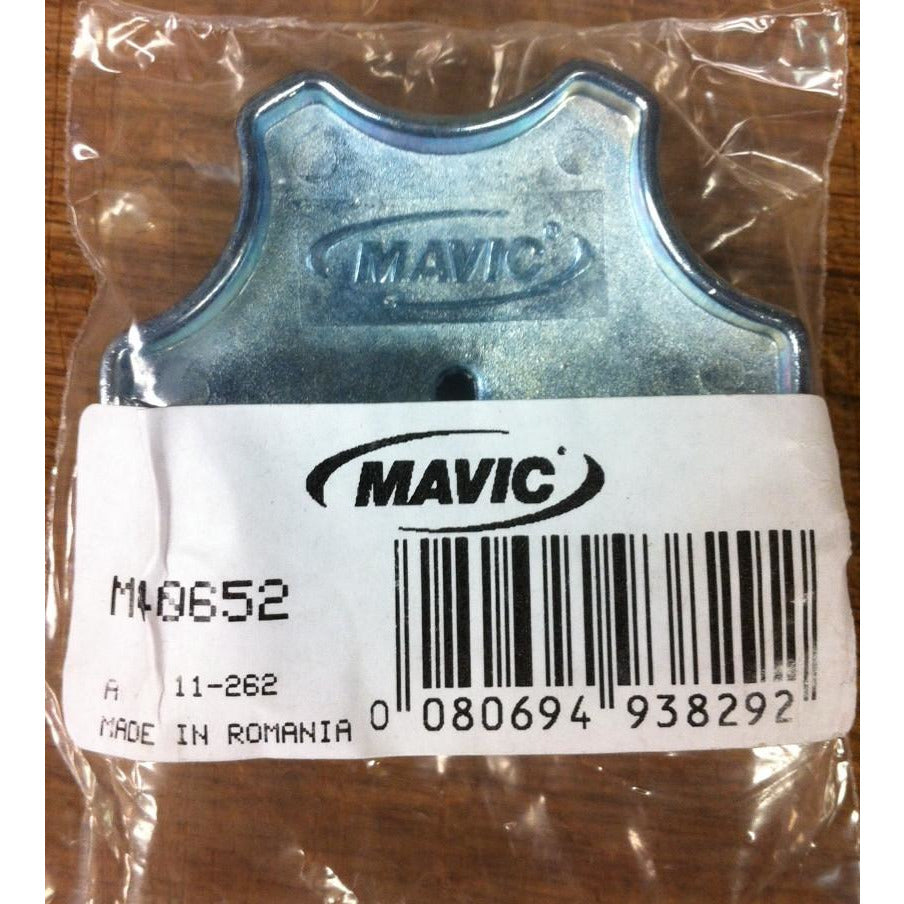 MAVIC
MAVIC
M40652
A 11-262
MADE IN ROMANIA
0 080694 938292